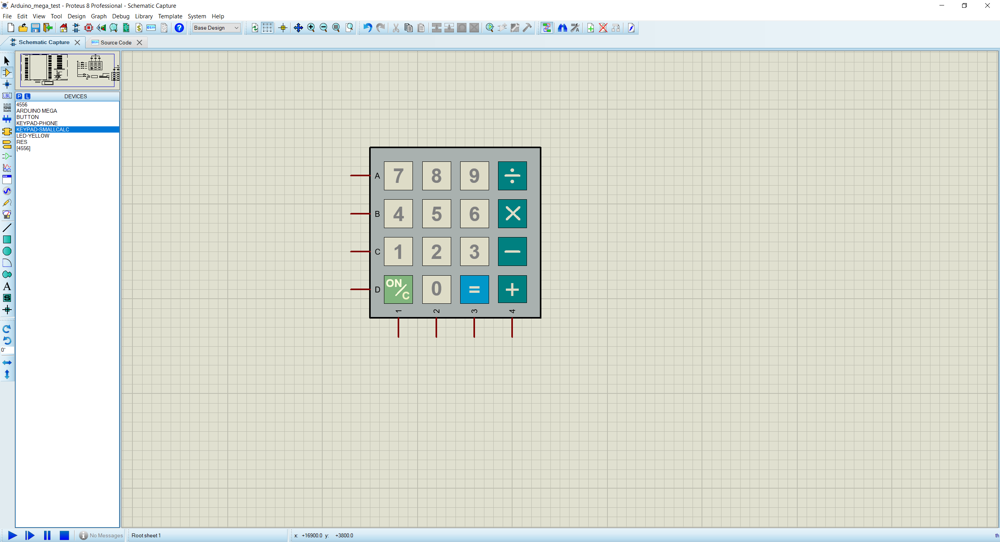 Arduino_mega_test - Proteus 8 Professional - Schematic Capture
File Edit View Tool Design Graph Debug Library Template System Help
Base Design
Schematic Capture
Source Code
P L DEVICES
4556
ARDUINO MEGA
BUTTON
KEYPAD-PHONE
KEYPAD-SMALLCALC
LED-YELLOW
RES
[4556]
LBL
A
S
0°
A 7 8 9 ÷
B 4 5 6 ×
C 1 2 3 −
D ON/C 0 = +
1 2 3 4
No Messages
Root sheet 1
x: +16900.0 y: +3800.0
th